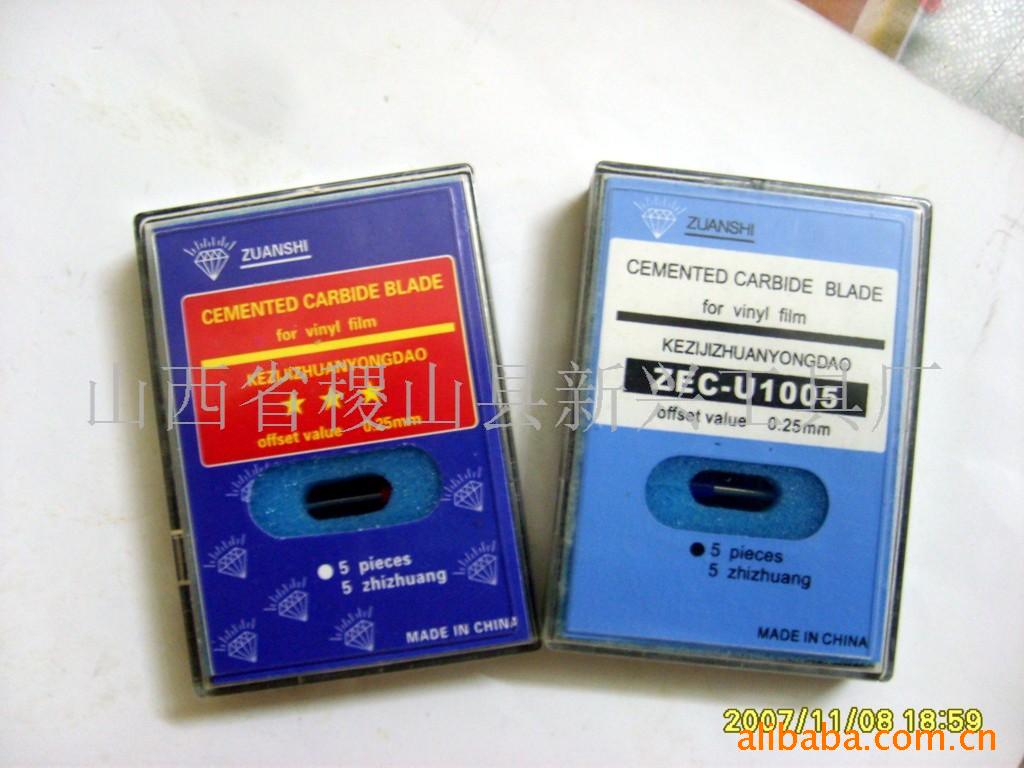 ZUANSHI
CEMENTED CARBIDE BLADE
for vinyl film
KEZIJIZHUANYONGDAO
offset value 0.25mm
5 pieces
5 zhizhuang
MADE IN CHINA
ZUANSHI
CEMENTED CARBIDE BLADE
for vinyl film
KEZIJIZHUANYONGDAO
ZEC-U1005
offset value 0.25mm
5 pieces
5 zhizhuang
MADE IN CHINA
山西省稷山县新兴工具厂
2007/11/08 18:59
alibaba.com.cn